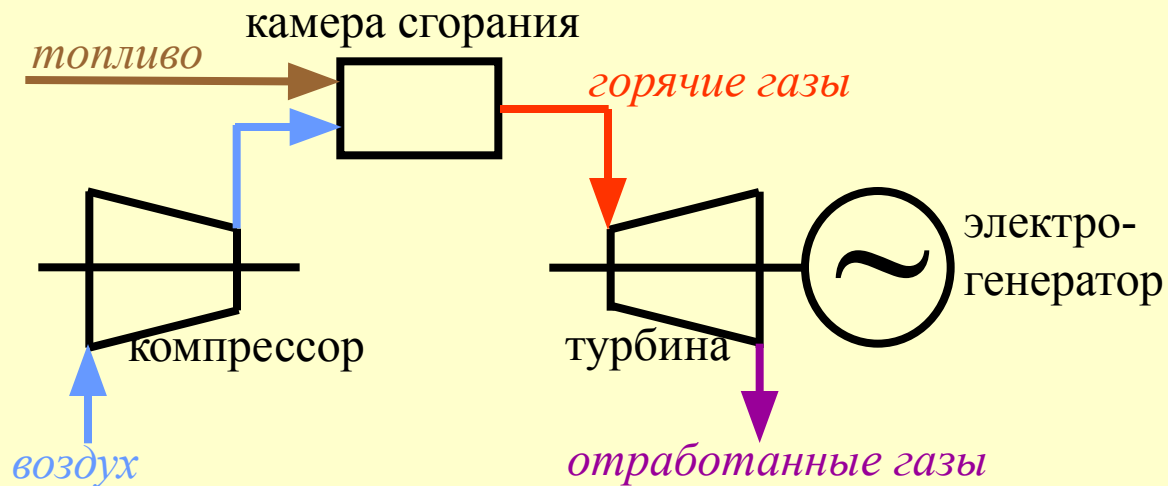 камера сгорания
топливо
горячие газы
электро-
генератор
компрессор
турбина
воздух
отработанные газы